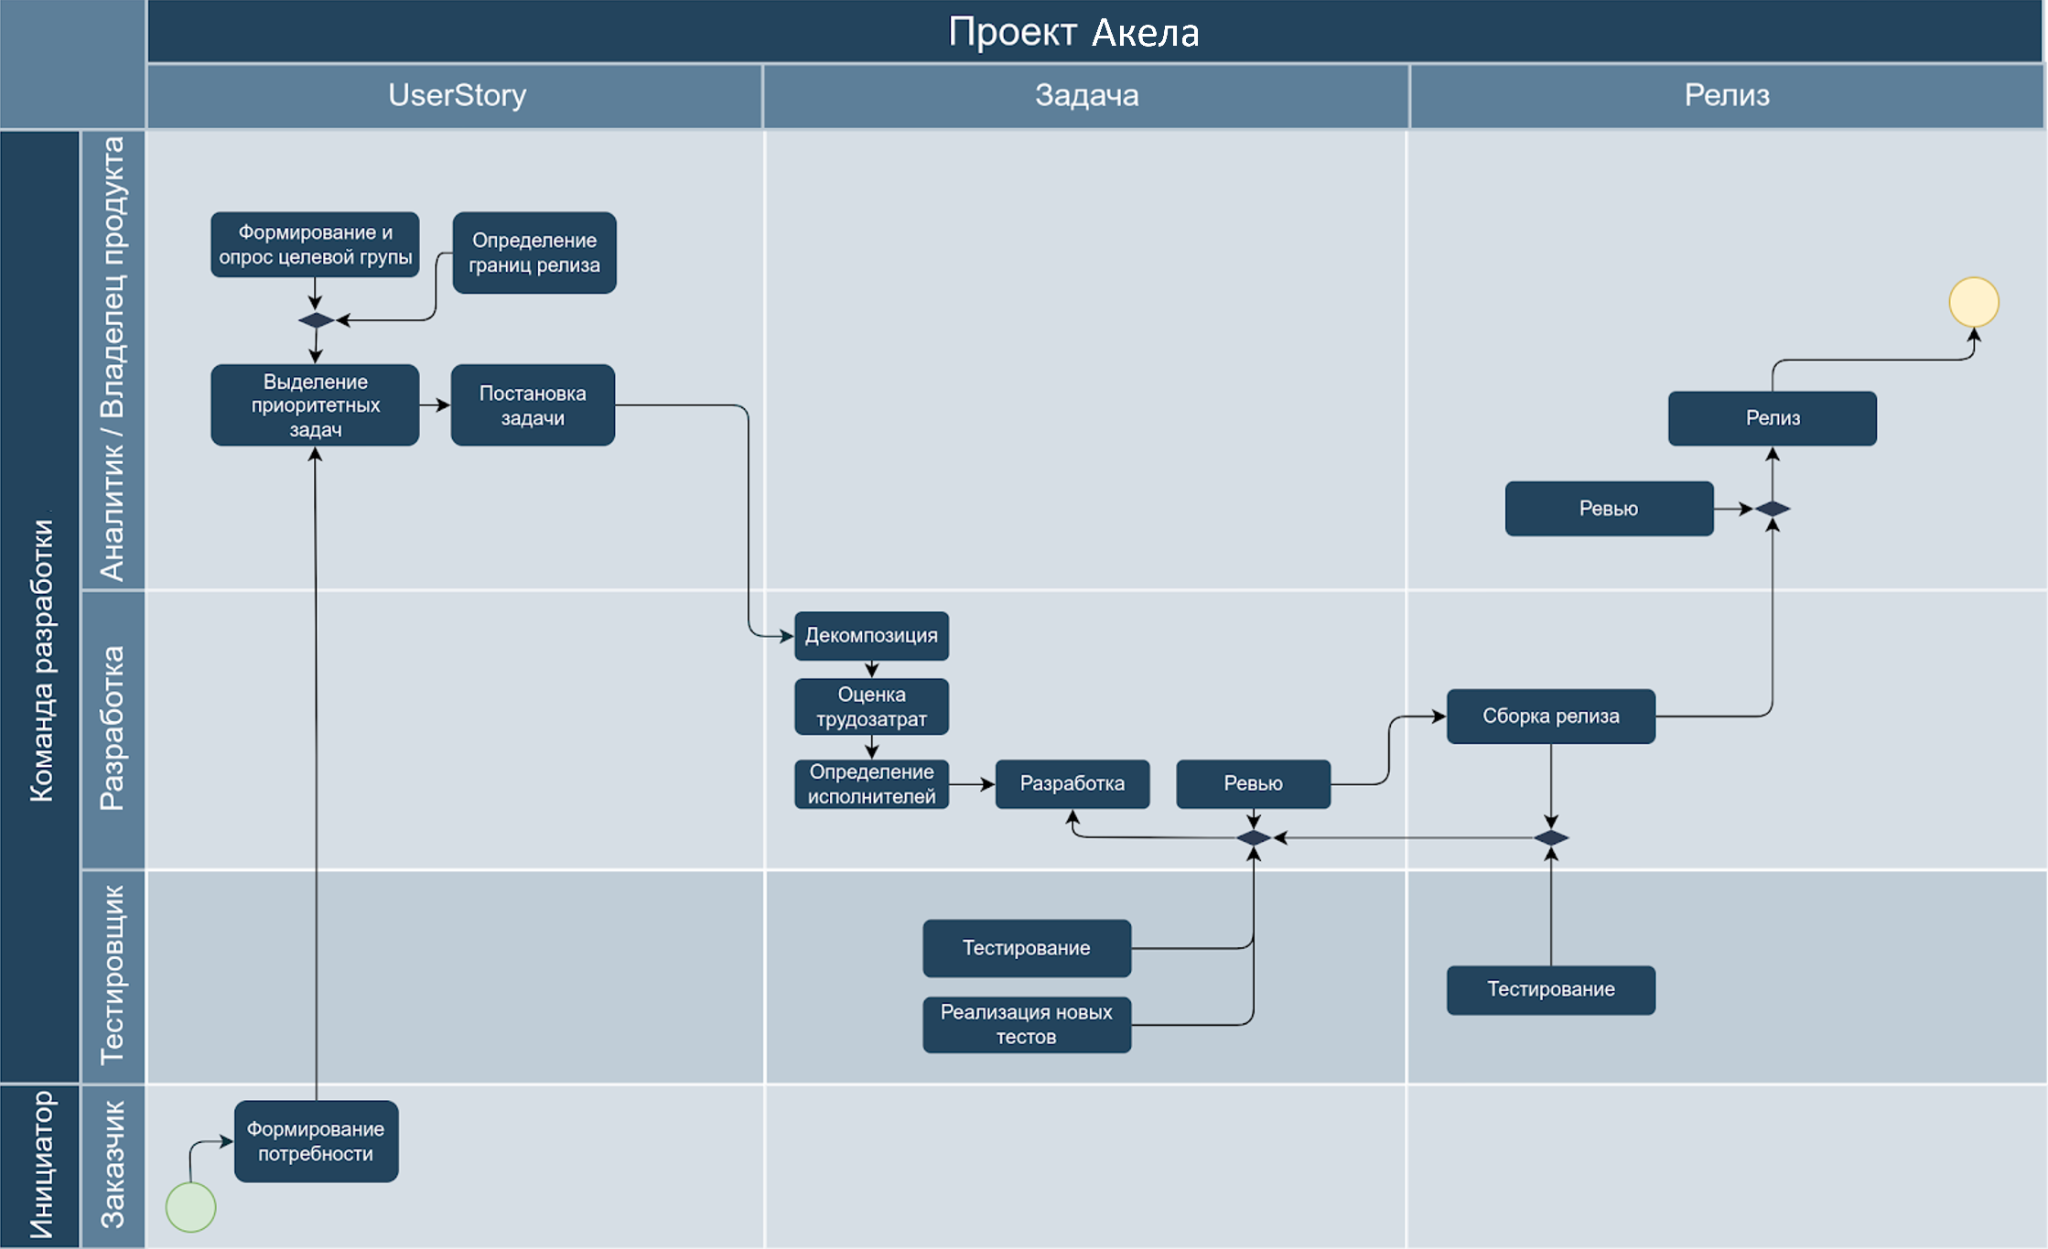 Проект Акела
UserStory
Задача
Релиз
Команда разработки
Аналитик / Владелец продукта
Формирование и
опрос целевой групы
Определение
границ релиза
Выделение
приоритетных
задач
Постановка
задачи
Релиз
Ревью
Разработка
Декомпозиция
Оценка
трудозатрат
Определение
исполнителей
Разработка
Ревью
Сборка релиза
Тестировщик
Тестирование
Реализация новых
тестов
Тестирование
Инициатор
Заказчик
Формирование
потребности